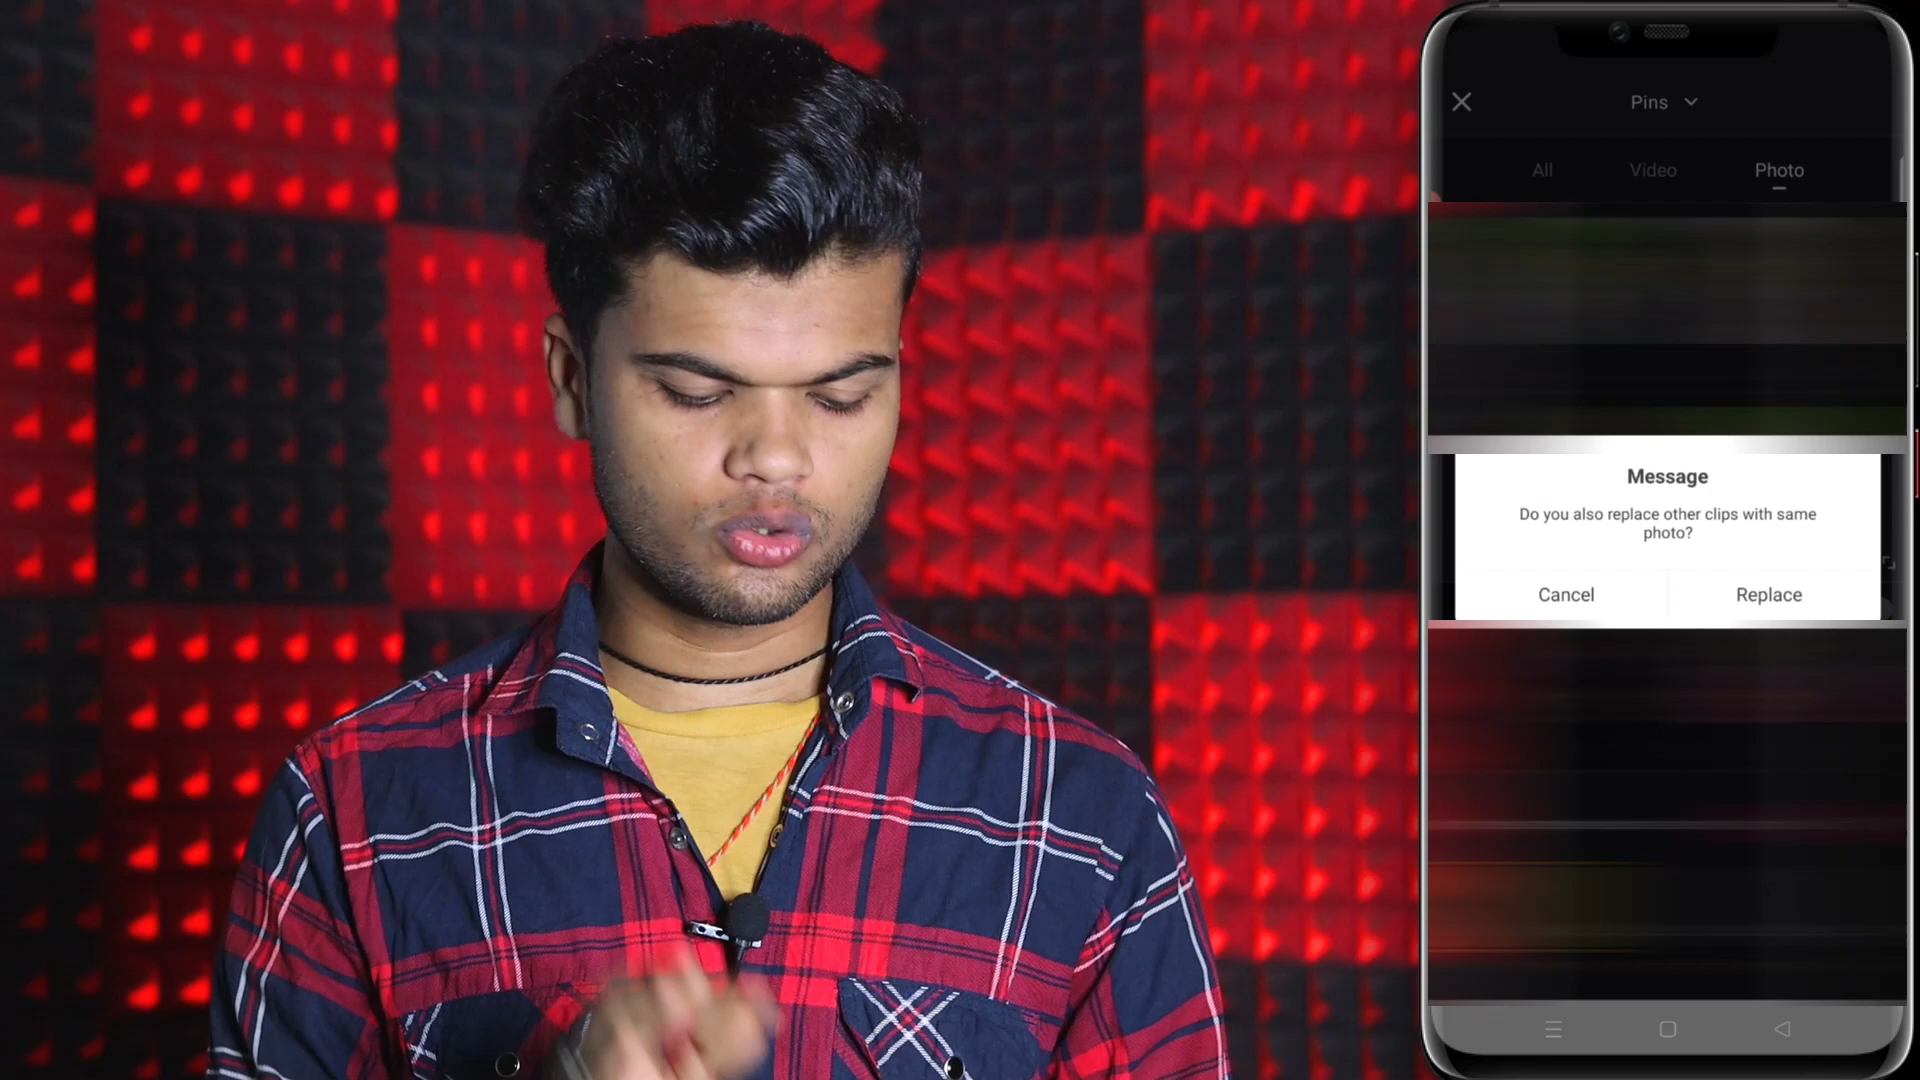 Pins
All Video Photo
Message
Do you also replace other clips with same
photo?
Cancel Replace